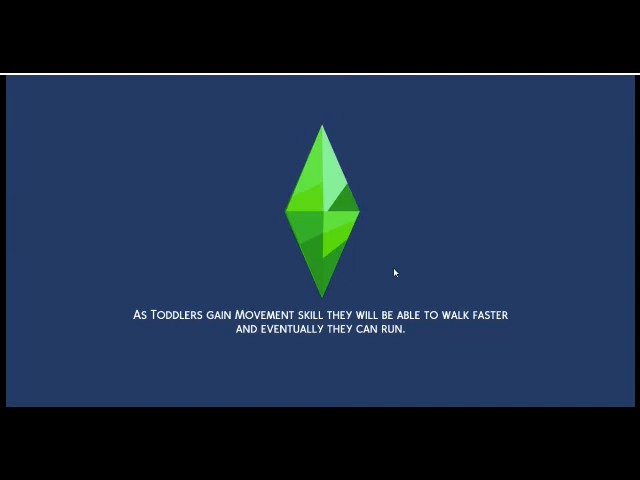 As Toddlers gain Movement skill they will be able to walk faster
and eventually they can run.